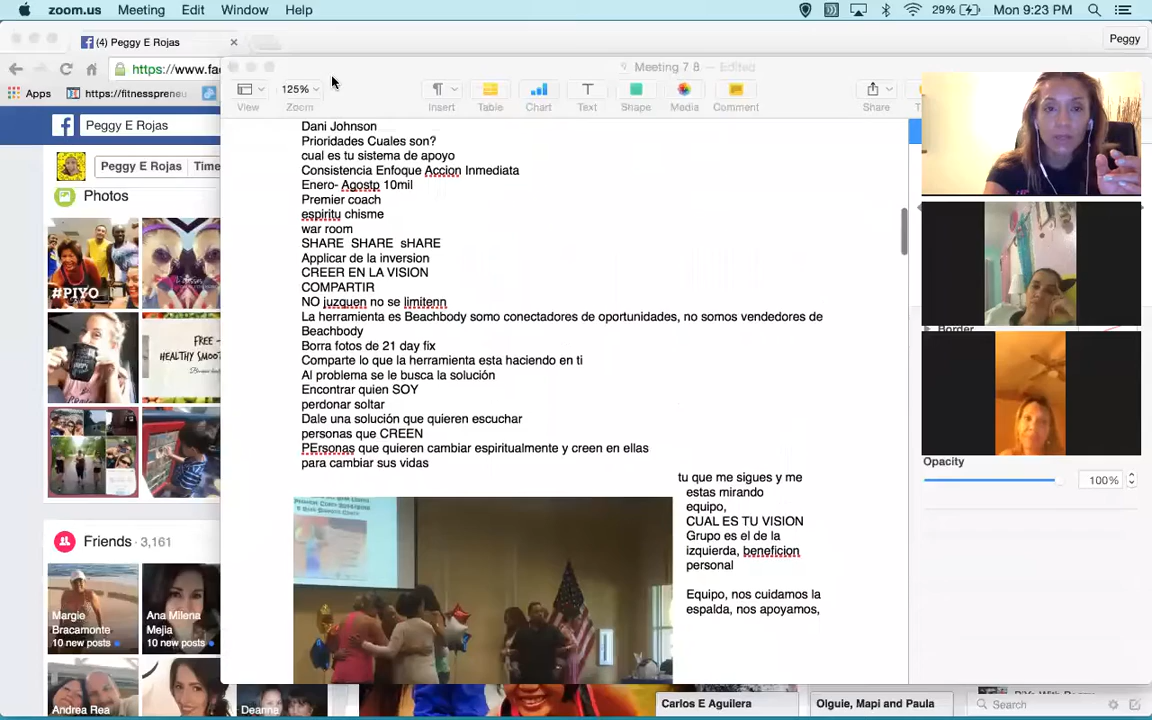 zoom.us Meeting Edit Window Help 29% Mon 9:23 PM
(4) Peggy E Rojas
Peggy
https://www.fa
Meeting 7 8 — Edited
125%
Apps https://fitnesspreneu
View Zoom Insert Table Chart Text Shape Media Comment Share
Peggy E Rojas
Peggy E Rojas Time
Photos
#PIYO
FREE -
HEALTHY SMOO
Friends · 3,161
Margie
Bracamonte
10 new posts
Ana Milena
Mejia
10 new posts
Andrea Rea
Deanna
Dani Johnson
Prioridades Cuales son?
cual es tu sistema de apoyo
Consistencia Enfoque Accion Inmediata
Enero- Agostp 10mil
Premier coach
espiritu chisme
war room
SHARE SHARE sHARE
Applicar de la inversion
CREER EN LA VISION
COMPARTIR
NO juzquen no se limitenn
La herramienta es Beachbody somo conectadores de oportunidades, no somos vendedores de
Beachbody
Borra fotos de 21 day fix
Comparte lo que la herramienta esta haciendo en ti
Al problema se le busca la solución
Encontrar quien SOY
perdonar soltar
Dale una solución que quieren escuchar
personas que CREEN
PErsonas que quieren cambiar espiritualmente y creen en ellas
para cambiar sus vidas
tu que me sigues y me
estas mirando
equipo,
CUAL ES TU VISION
Grupo es el de la
izquierda, beneficion
personal
Equipo, nos cuidamos la
espalda, nos apoyamos,
Border
Opacity
100%
Carlos E Aguilera
Olguie, Mapi and Paula
Search